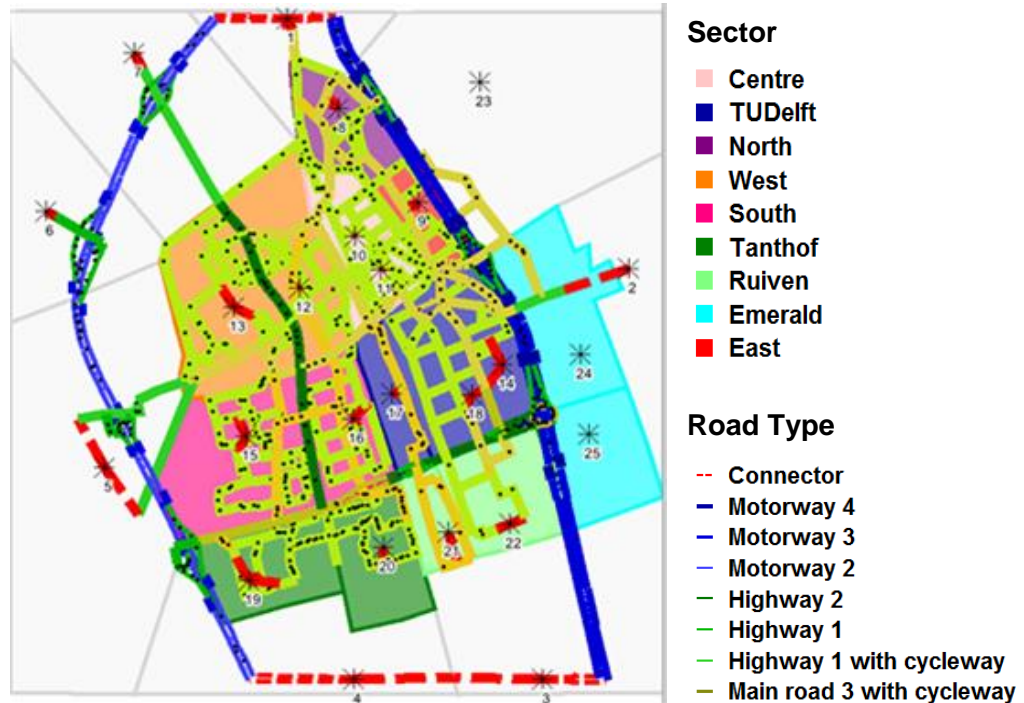 1
7
23
8
6
9
10
11
2
12
13
24
14
17
18
16
15
25
5
22
21
20
19
4
3
Sector
Centre
TUDelft
North
West
South
Tanthof
Ruiven
Emerald
East
Road Type
Connector
Motorway 4
Motorway 3
Motorway 2
Highway 2
Highway 1
Highway 1 with cycleway
Main road 3 with cycleway